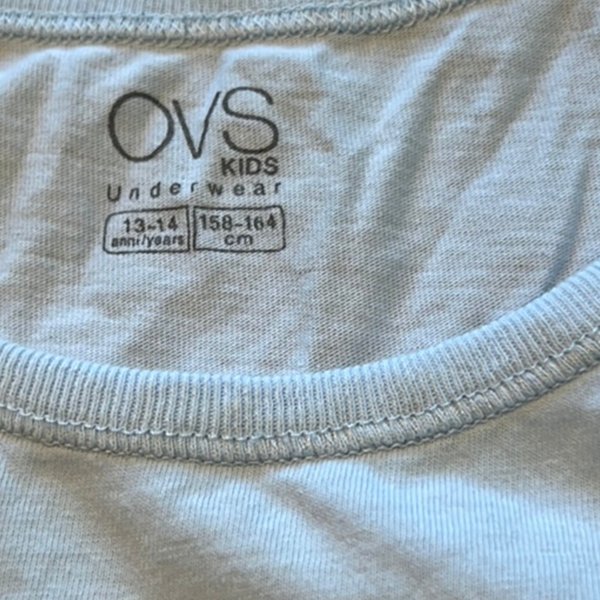 OVS
KIDS
Underwear
13-14 158-164
anni/years cm